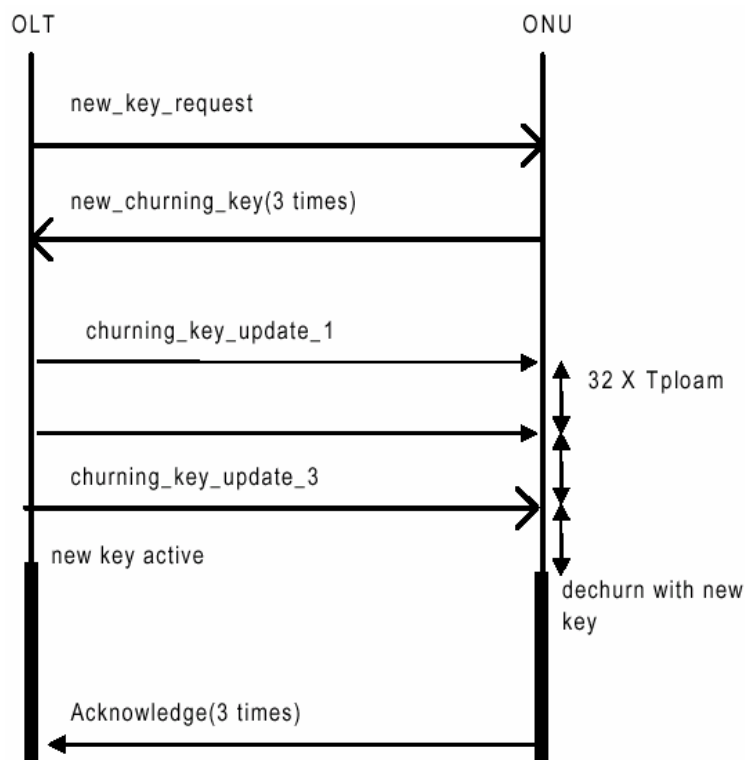 OLT
ONU
new_key_request
new_churning_key(3 times)
churning_key_update_1
32 X Tploam
churning_key_update_3
new key active
dechurn with new
key
Acknowledge(3 times)